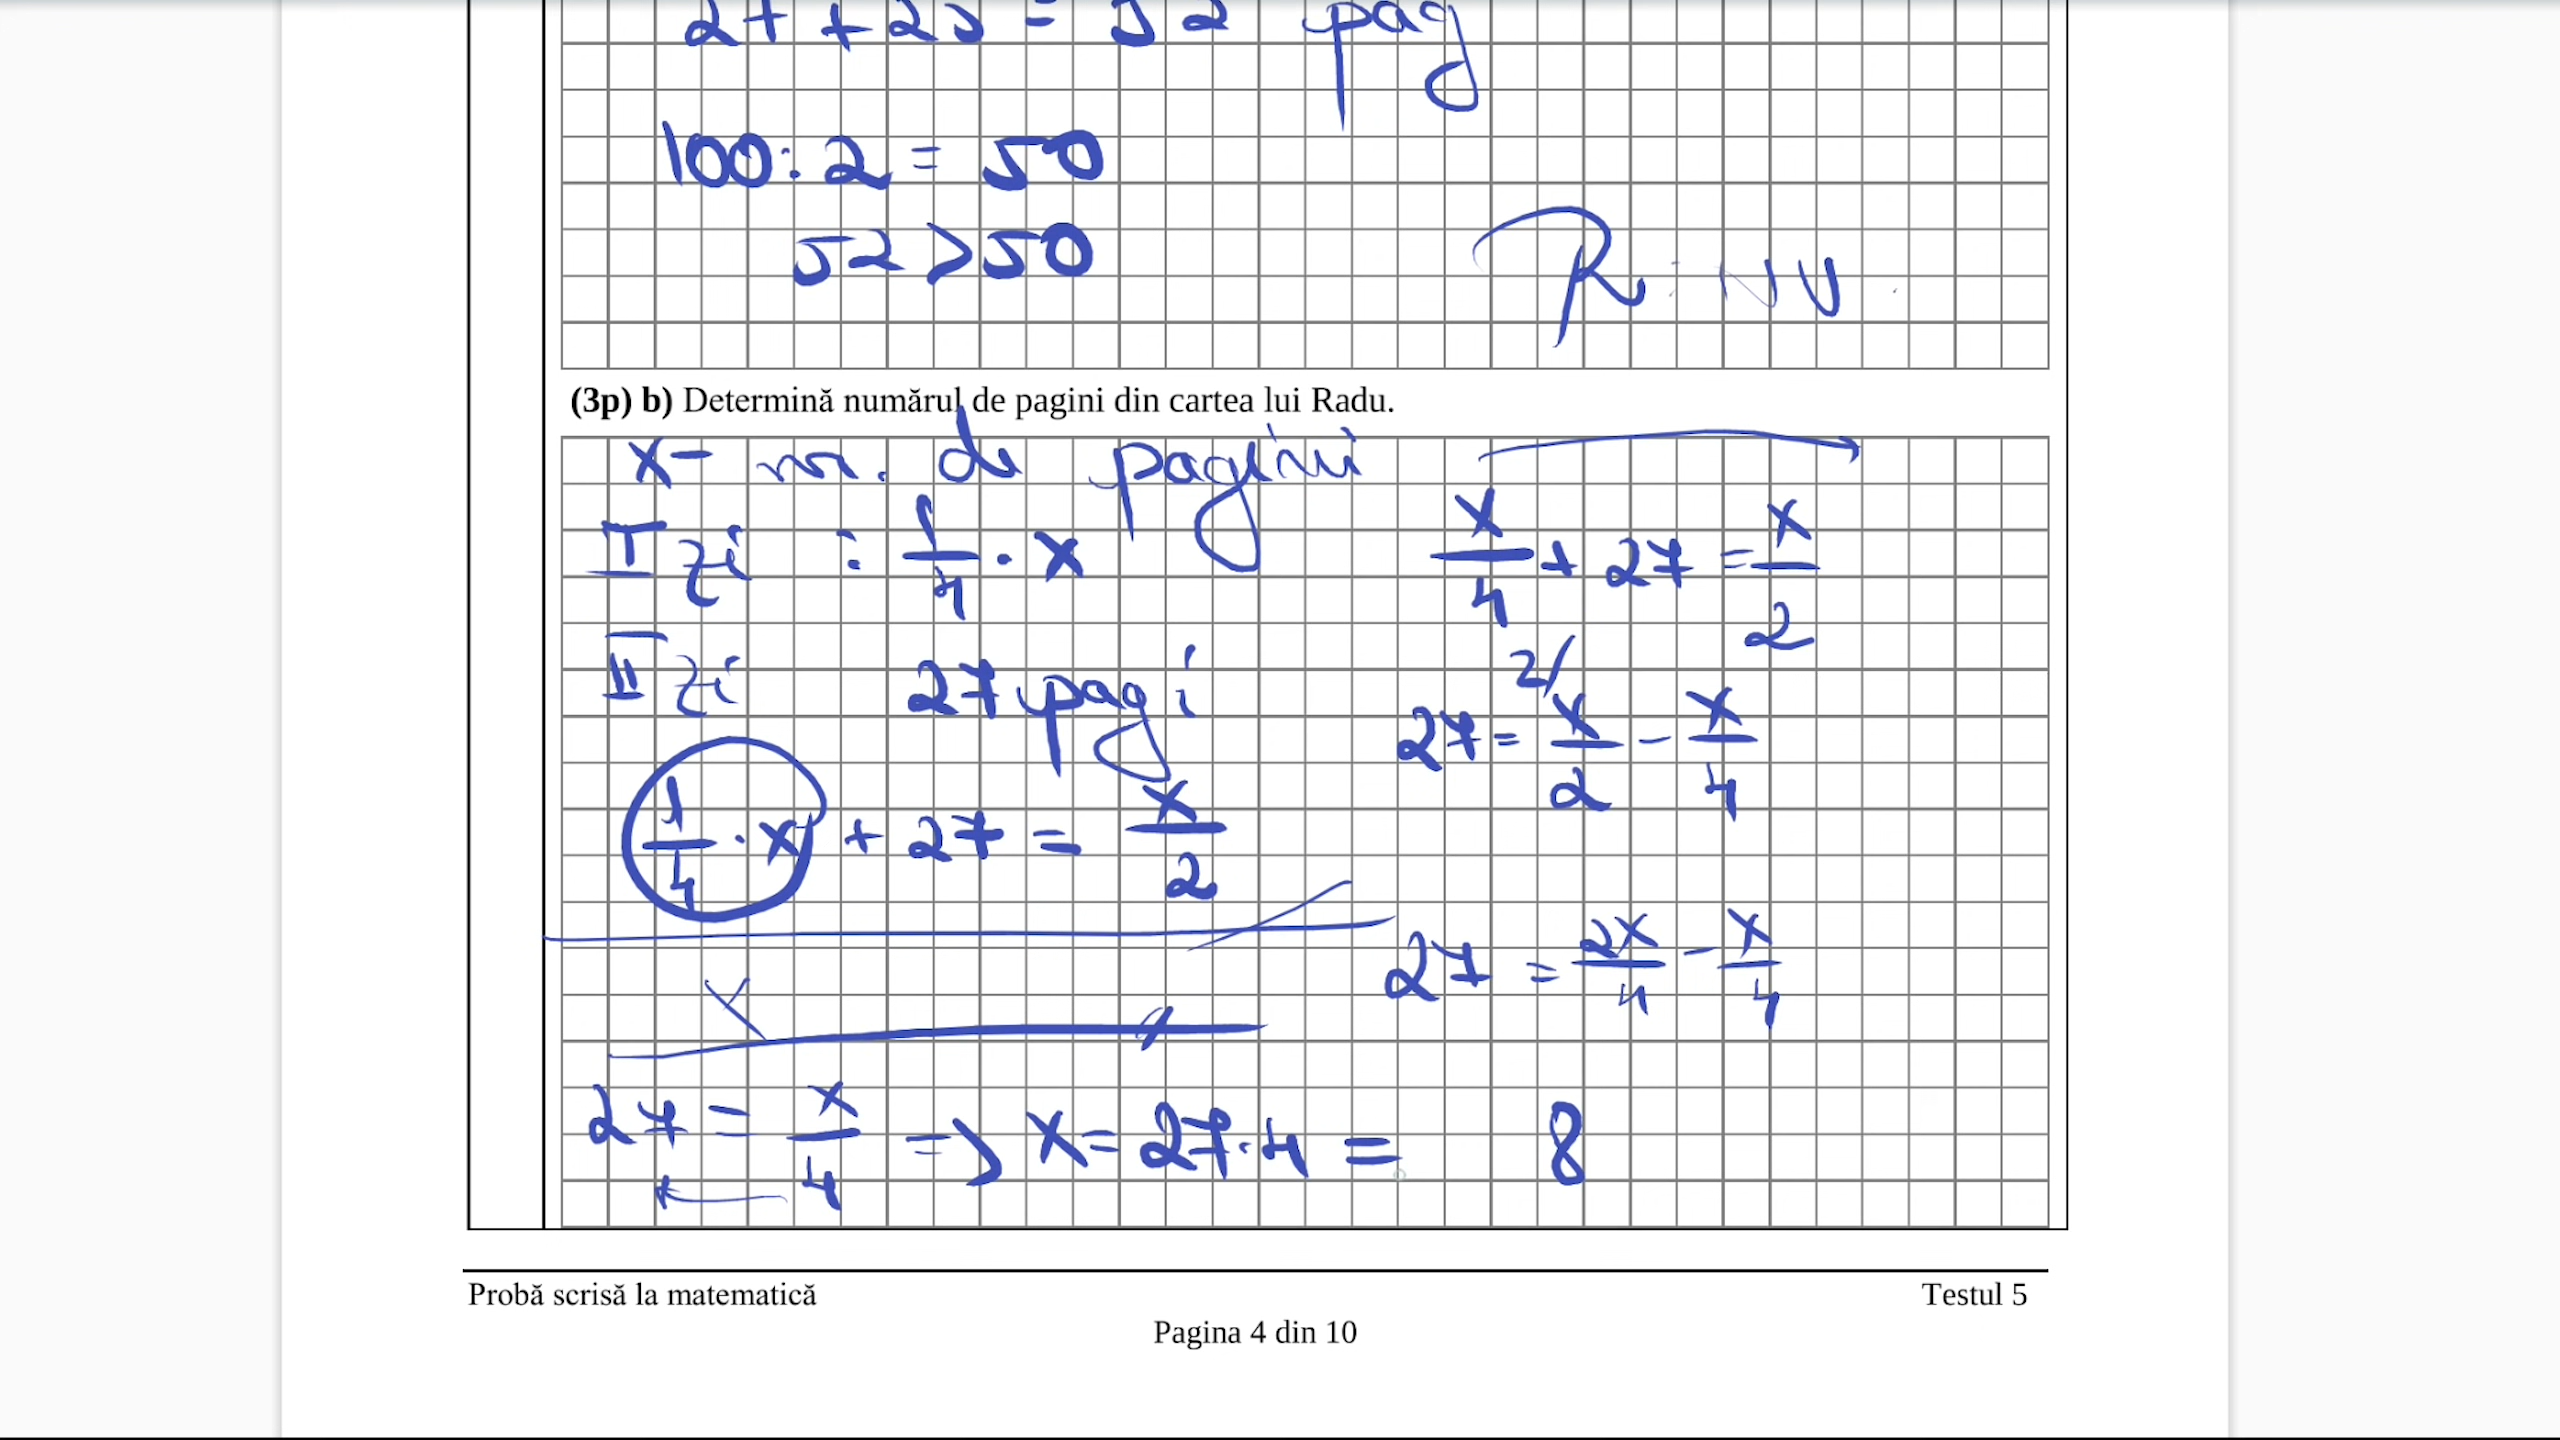 27 + 25 = 52 pag
100 : 2 = 50
52 > 50
R: NU.
(3p) b) Determină numărul de pagini din cartea lui Radu.
x - nr. de pagini
I zi : 1/4 · x
II zi 27 pagi
1/4 · x + 27 = x/2
x/4 + 27 = x/2
27 = 2/ x/2 - x/4
27 = 2x/4 - x/4
27 = x/4 => x = 27 · 4 = 8
Probă scrisă la matematică
Testul 5
Pagina 4 din 10